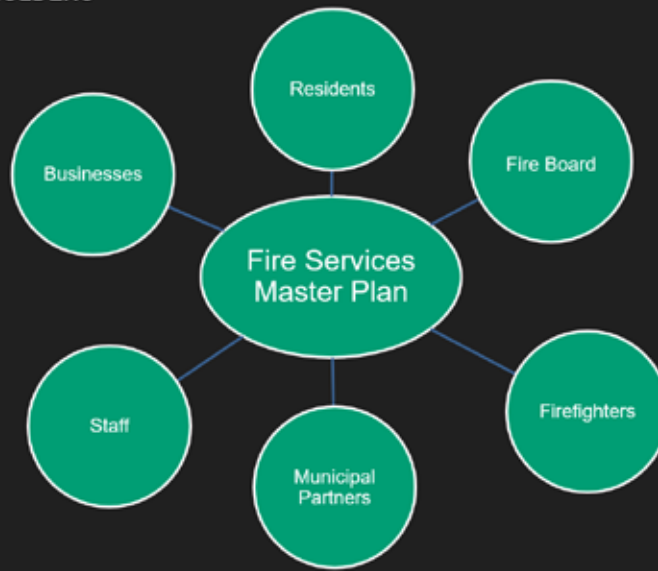 Residents
Businesses
Fire Board
Fire Services
Master Plan
Staff
Firefighters
Municipal
Partners